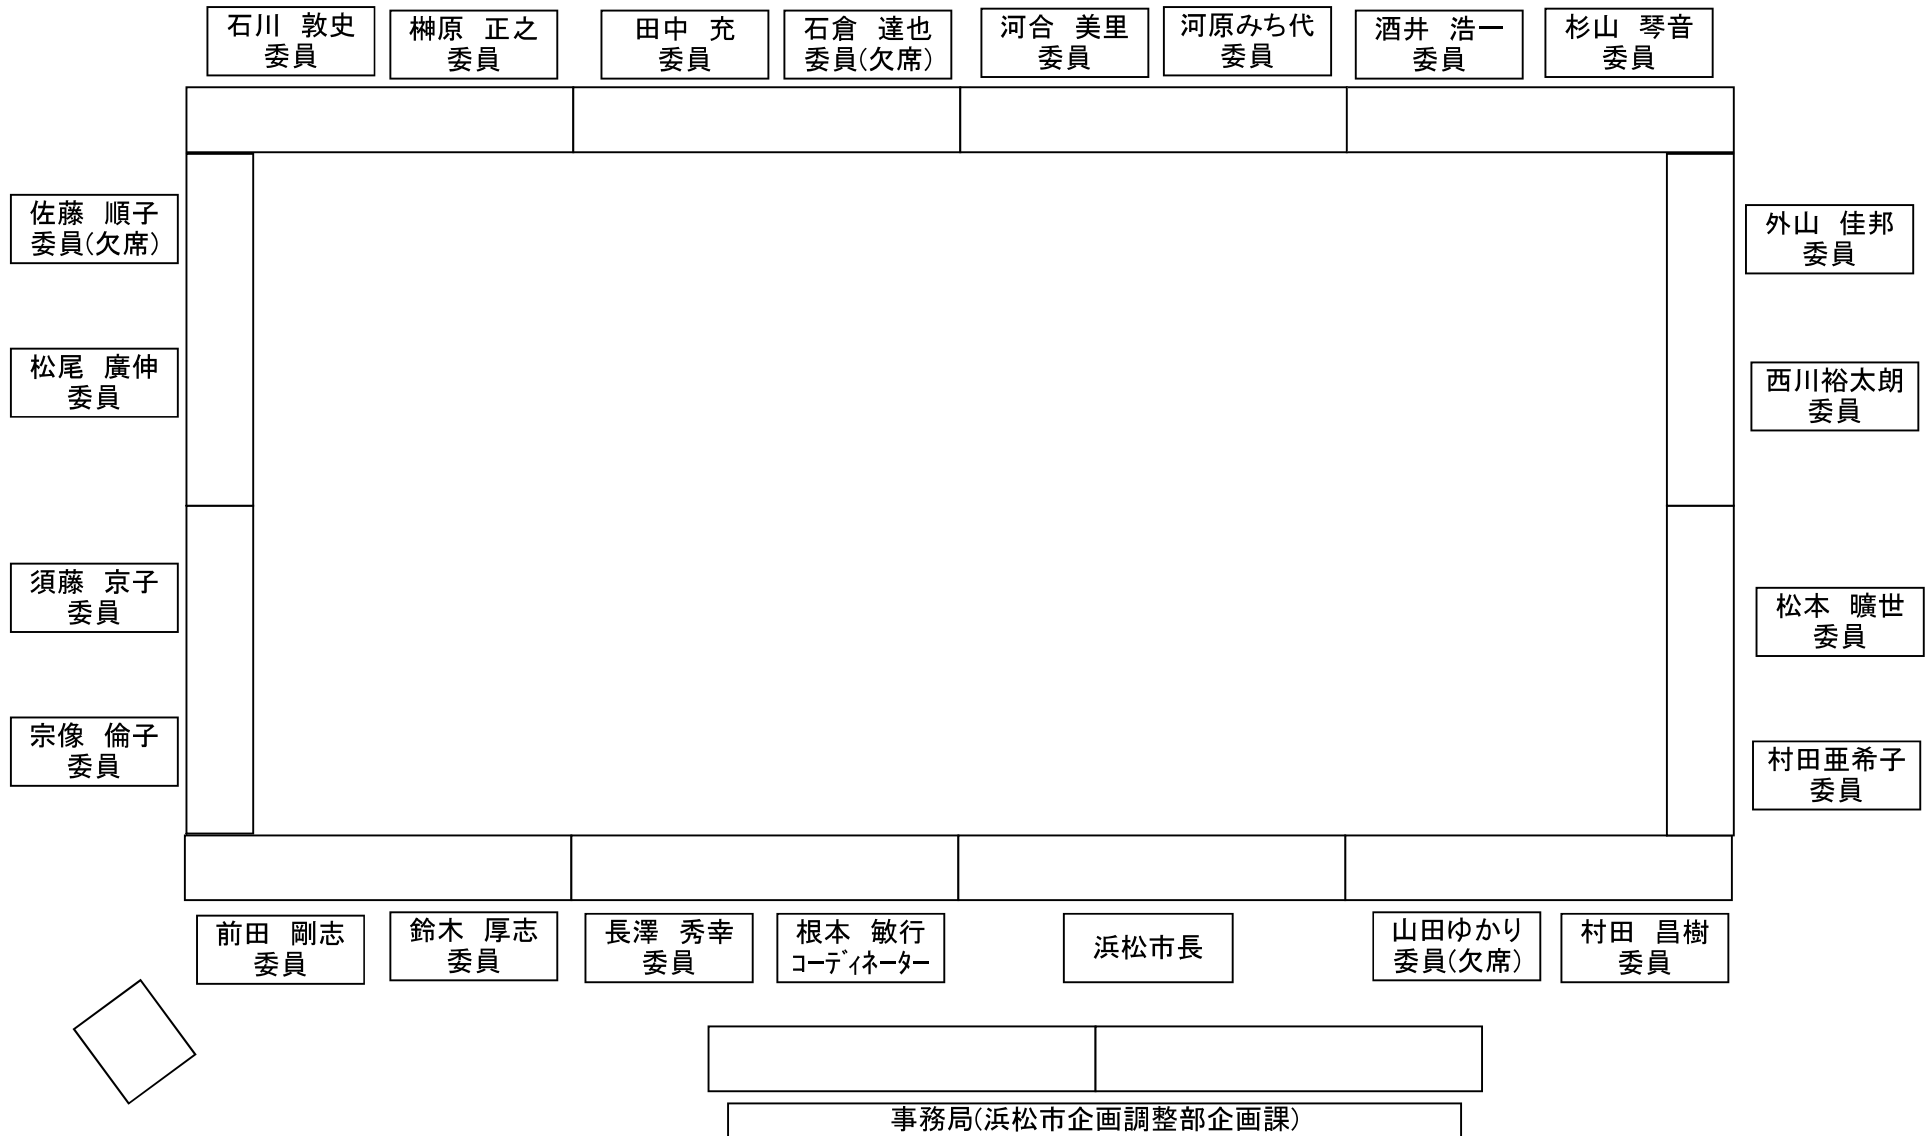 石川　敦史
委員
榊原　正之
委員
田中　充
委員
石倉　達也
委員(欠席)
河合　美里
委員
河原みち代
委員
酒井　浩一
委員
杉山　琴音
委員
佐藤　順子
委員(欠席)
外山　佳邦
委員
松尾　廣伸
委員
西川裕太朗
委員
須藤　京子
委員
松本　曠世
委員
宗像　倫子
委員
村田亜希子
委員
前田　剛志
委員
鈴木　厚志
委員
長澤　秀幸
委員
根本　敏行
ｺｰﾃﾞｨﾈｰﾀｰ
浜松市長
山田ゆかり
委員(欠席)
村田　昌樹
委員
事務局(浜松市企画調整部企画課)